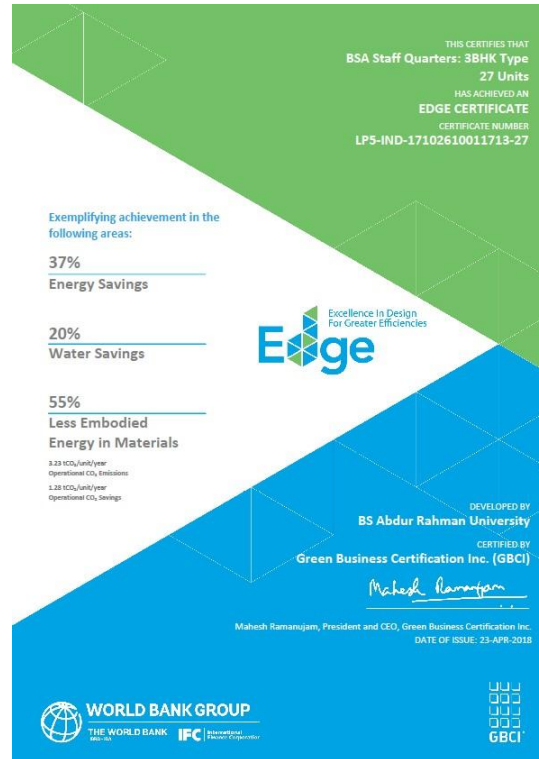 THIS CERTIFIES THAT
BSA Staff Quarters: 3BHK Type
27 Units
HAS ACHIEVED AN
EDGE CERTIFICATE
CERTIFICATE NUMBER
LP5-IND-17102610011713-27
Exemplifying achievement in the
following areas:
37%
Energy Savings
20%
Water Savings
55%
Less Embodied
Energy in Materials
3.23 tCO₂/unit/year
Operational CO₂ Emissions
1.28 tCO₂/unit/year
Operational CO₂ Savings
Edge
Excellence In Design
For Greater Efficiencies
DEVELOPED BY
BS Abdur Rahman University
CERTIFIED BY
Green Business Certification Inc. (GBCI)
Mahesh Ramanujam
Mahesh Ramanujam, President and CEO, Green Business Certification Inc.
DATE OF ISSUE: 23-APR-2018
WORLD BANK GROUP
THE WORLD BANK
IBRD • IDA
IFC
International
Finance Corporation
GBCI